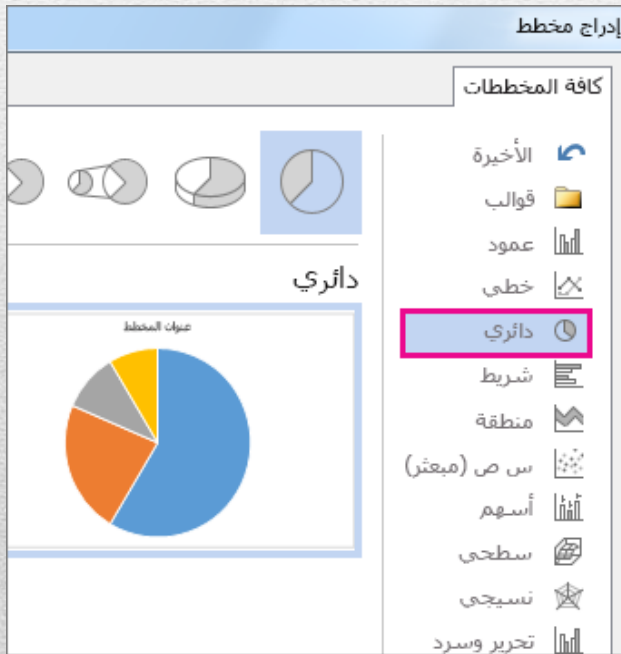 إدراج مخطط
كافة المخططات
الأخيرة
قوالب
عمود
خطي
دائري
شريط
منطقة
س ص (مبعثر)
أسهم
سطحي
نسيجي
تحرير وسرد
دائري
عنوان المخطط